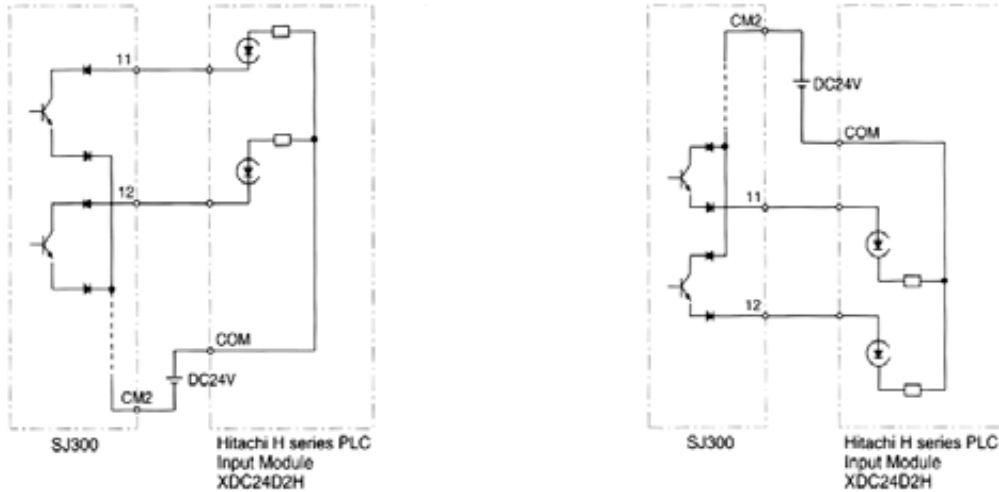 11
12
COM
DC24V
CM2
SJ300
Hitachi H series PLC
Input Module
XDC24D2H
CM2
DC24V
COM
11
12
SJ300
Hitachi H series PLC
Input Module
XDC24D2H